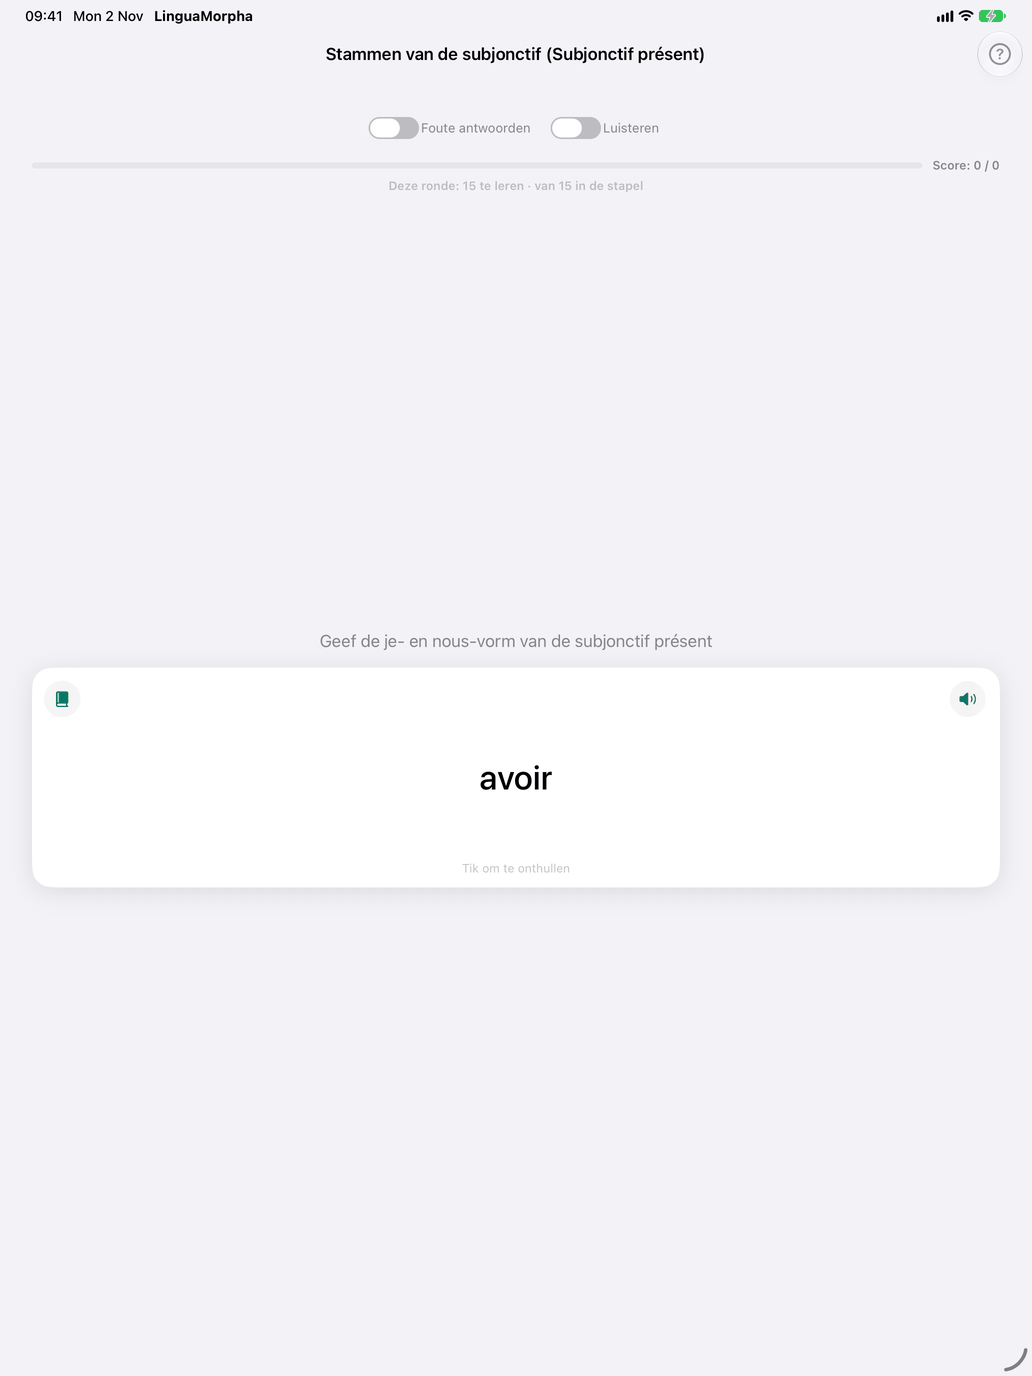 09:41 Mon 2 Nov LinguaMorpha
Stammen van de subjonctif (Subjonctif présent)
?
Foute antwoorden Luisteren
Score: 0 / 0
Deze ronde: 15 te leren · van 15 in de stapel
Geef de je- en nous-vorm van de subjonctif présent
avoir
Tik om te onthullen